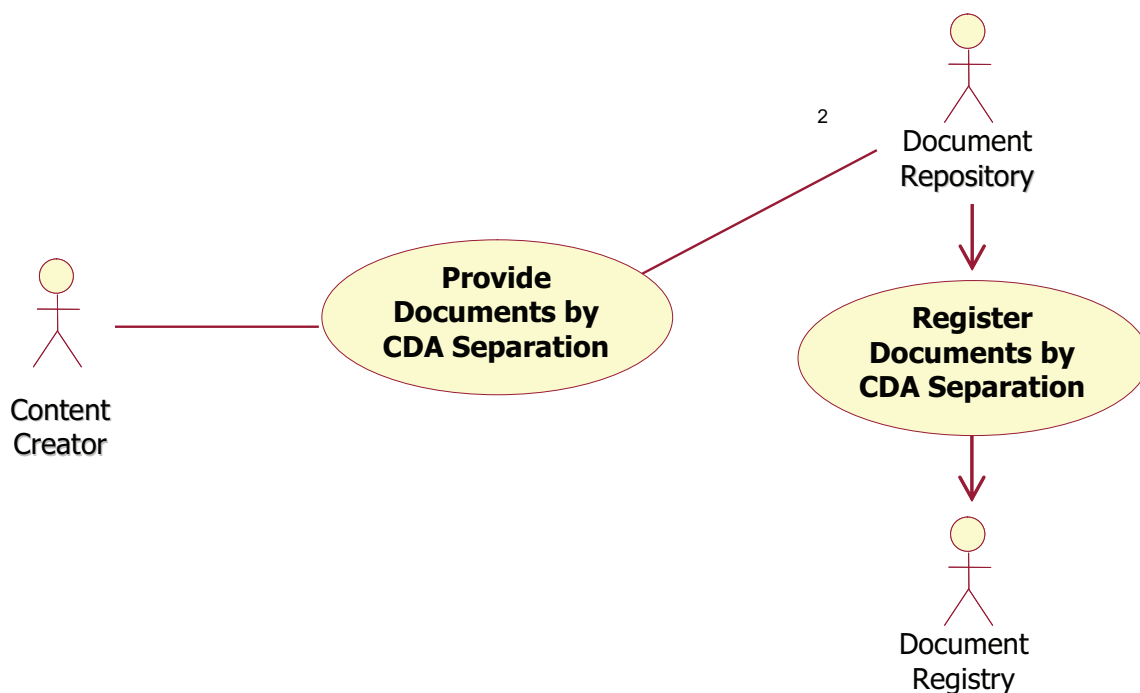 2
Document
Repository
Provide
Documents by
CDA Separation
Register
Documents by
CDA Separation
Content
Creator
Document
Registry